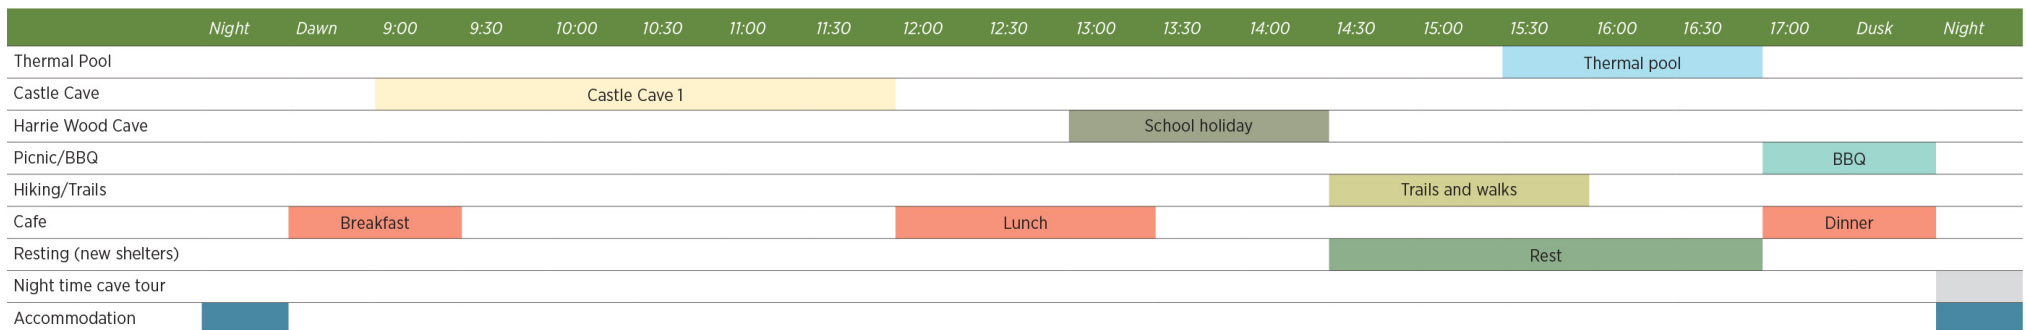 Night Dawn 9:00 9:30 10:00 10:30 11:00 11:30 12:00 12:30 13:00 13:30 14:00 14:30 15:00 15:30 16:00 16:30 17:00 Dusk Night
Thermal Pool Thermal pool
Castle Cave Castle Cave 1
Harrie Wood Cave School holiday
Picnic/BBQ BBQ
Hiking/Trails Trails and walks
Cafe Breakfast Lunch Dinner
Resting (new shelters) Rest
Night time cave tour
Accommodation